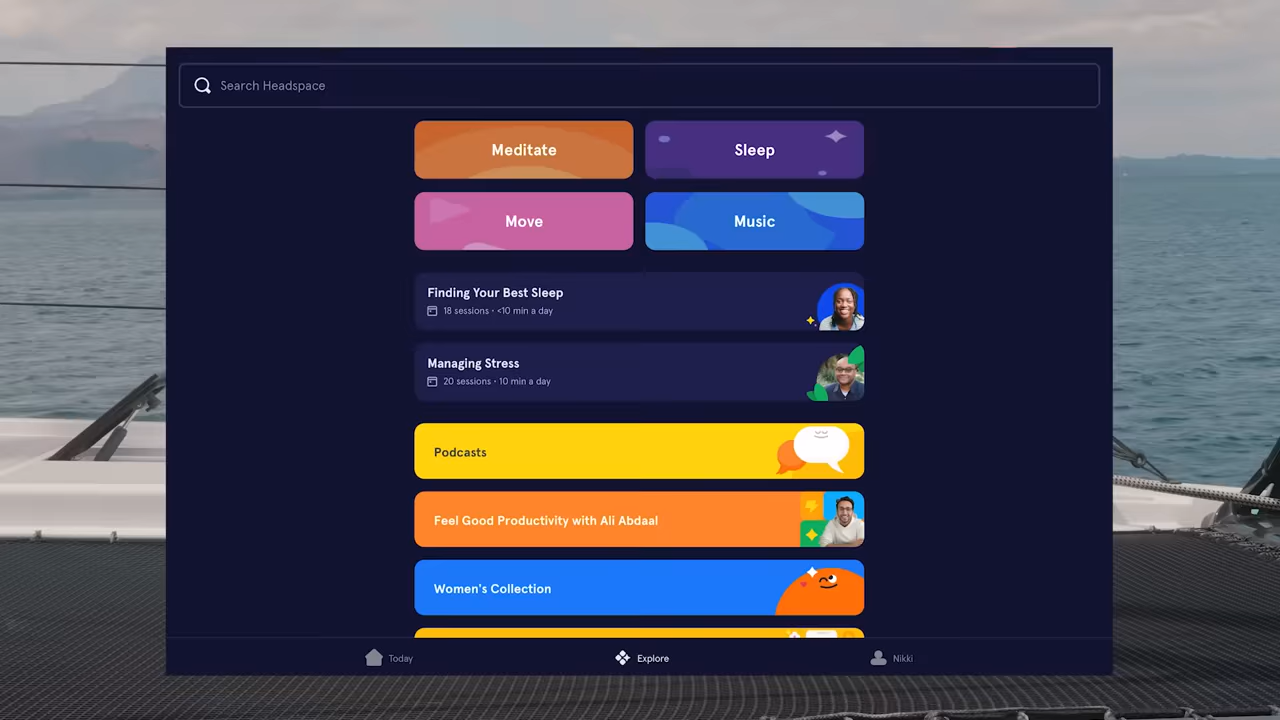 Search Headspace
Meditate
Sleep
Move
Music
Finding Your Best Sleep
18 sessions • <10 min a day
Managing Stress
20 sessions • 10 min a day
Podcasts
Feel Good Productivity with Ali Abdaal
Women's Collection
Today
Explore
Nikki